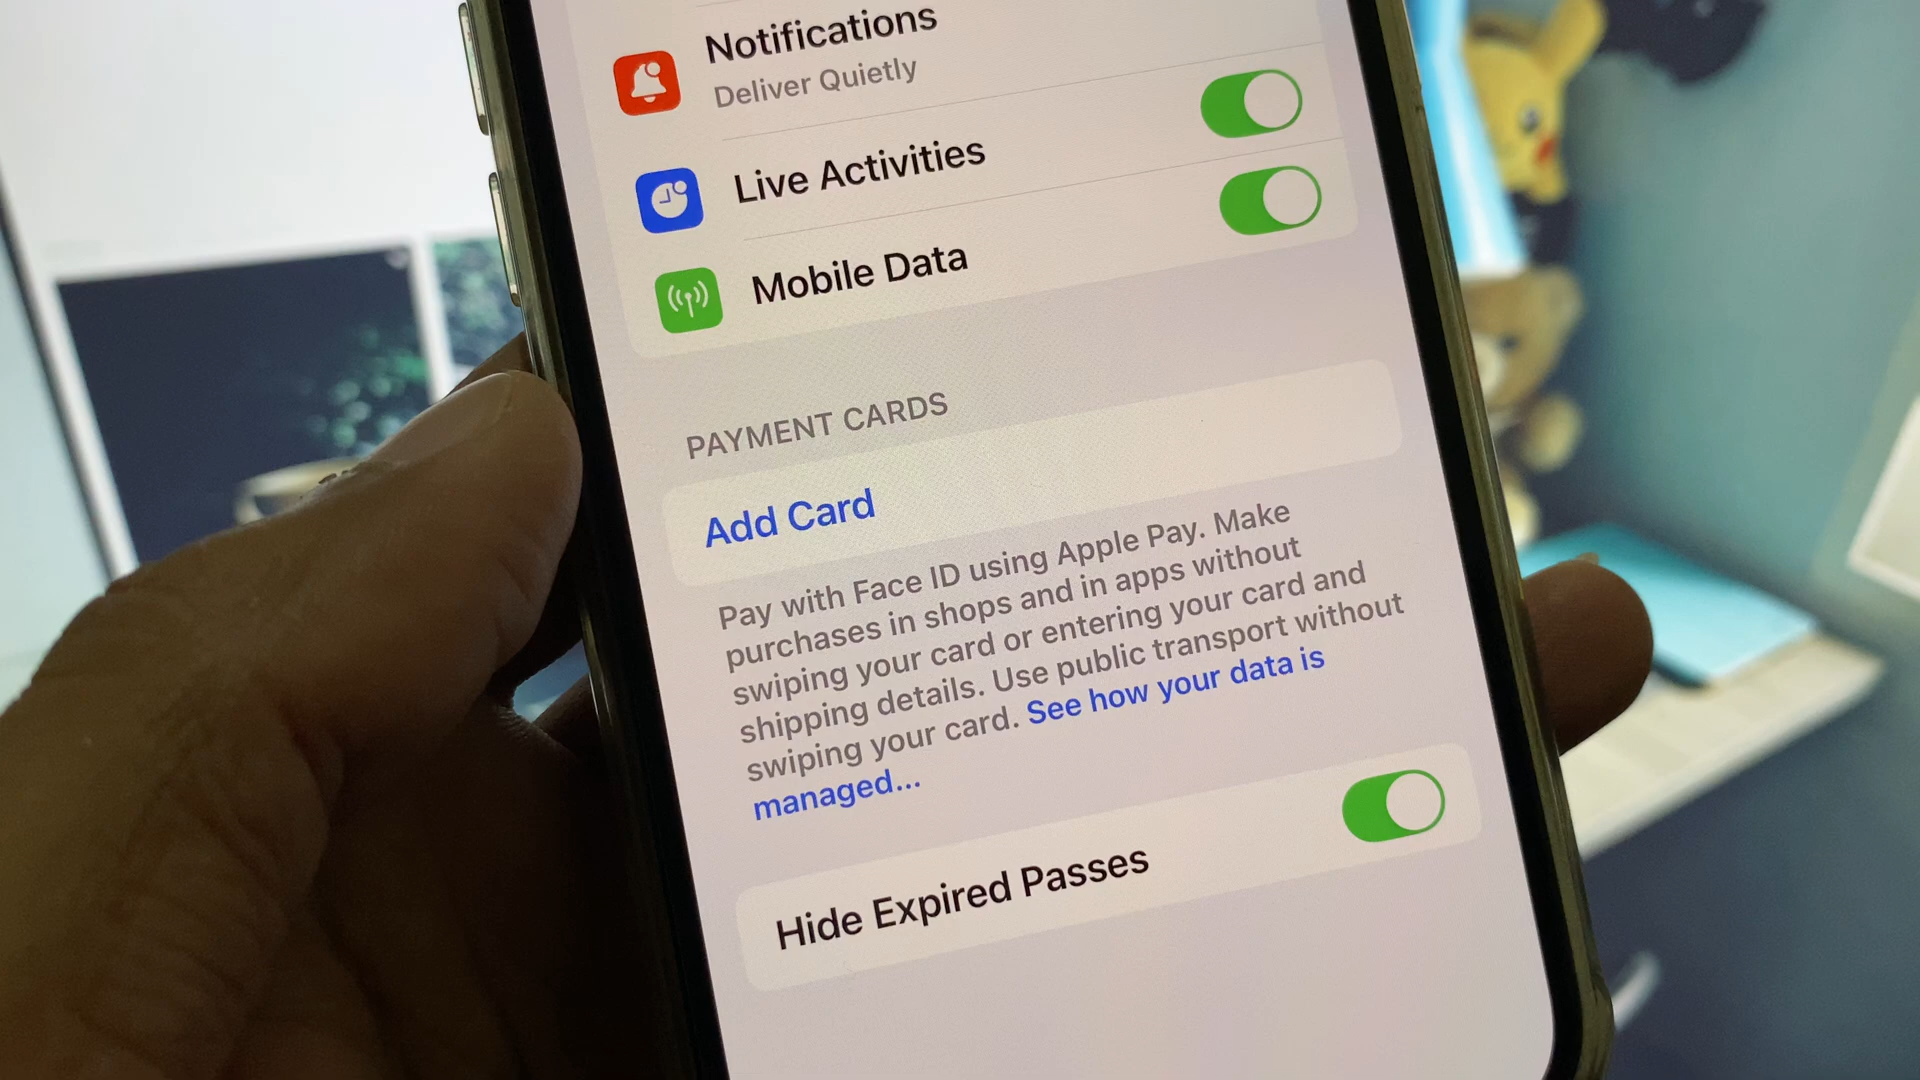 Notifications
Deliver Quietly
Live Activities
Mobile Data
PAYMENT CARDS
Add Card
Pay with Face ID using Apple Pay. Make
purchases in shops and in apps without
swiping your card or entering your card and
shipping details. Use public transport without
swiping your card. See how your data is
managed...
Hide Expired Passes